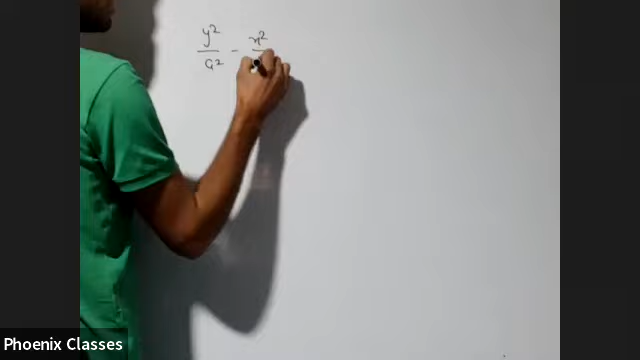 y² / a² - x²
Phoenix Classes